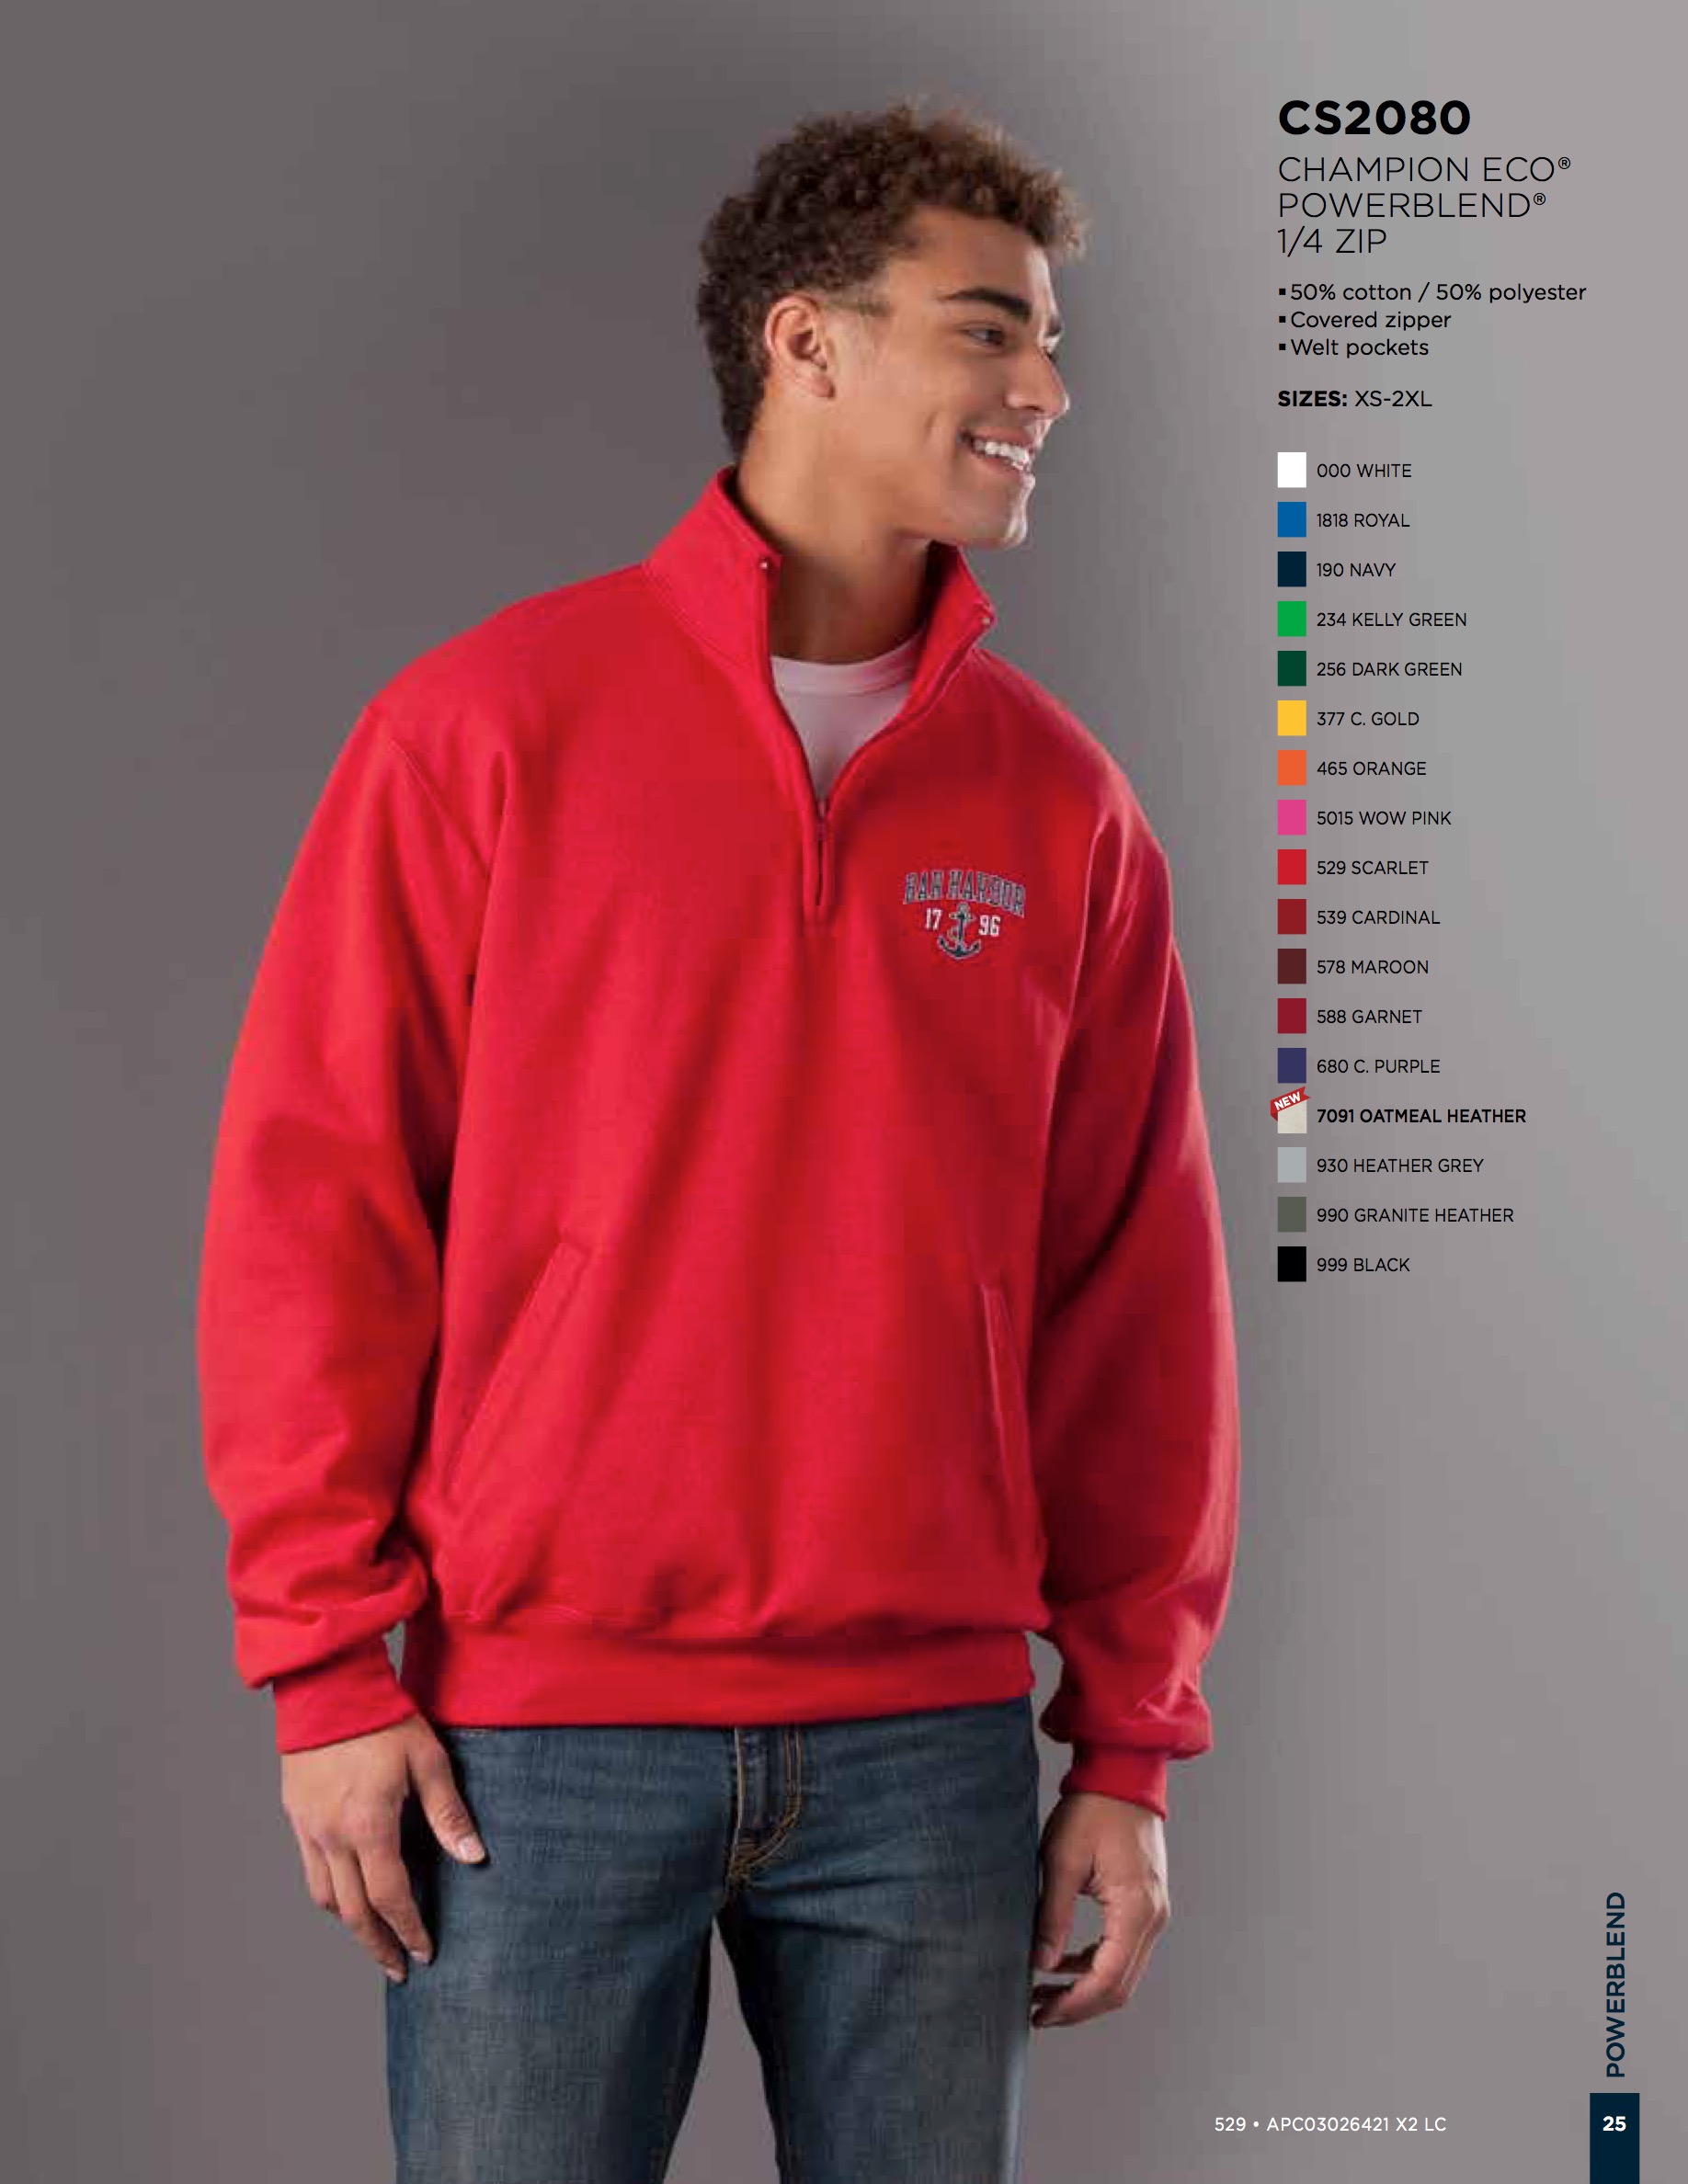 CS2080
CHAMPION ECO®
POWERBLEND®
1/4 ZIP
▪ 50% cotton / 50% polyester
▪ Covered zipper
▪ Welt pockets
SIZES: XS-2XL
000 WHITE
1818 ROYAL
190 NAVY
234 KELLY GREEN
256 DARK GREEN
377 C. GOLD
465 ORANGE
5015 WOW PINK
529 SCARLET
539 CARDINAL
578 MAROON
588 GARNET
680 C. PURPLE
NEW
7091 OATMEAL HEATHER
930 HEATHER GREY
990 GRANITE HEATHER
999 BLACK
BAR HARBOR
17 96
POWERBLEND
529 • APC03026421 X2 LC
25